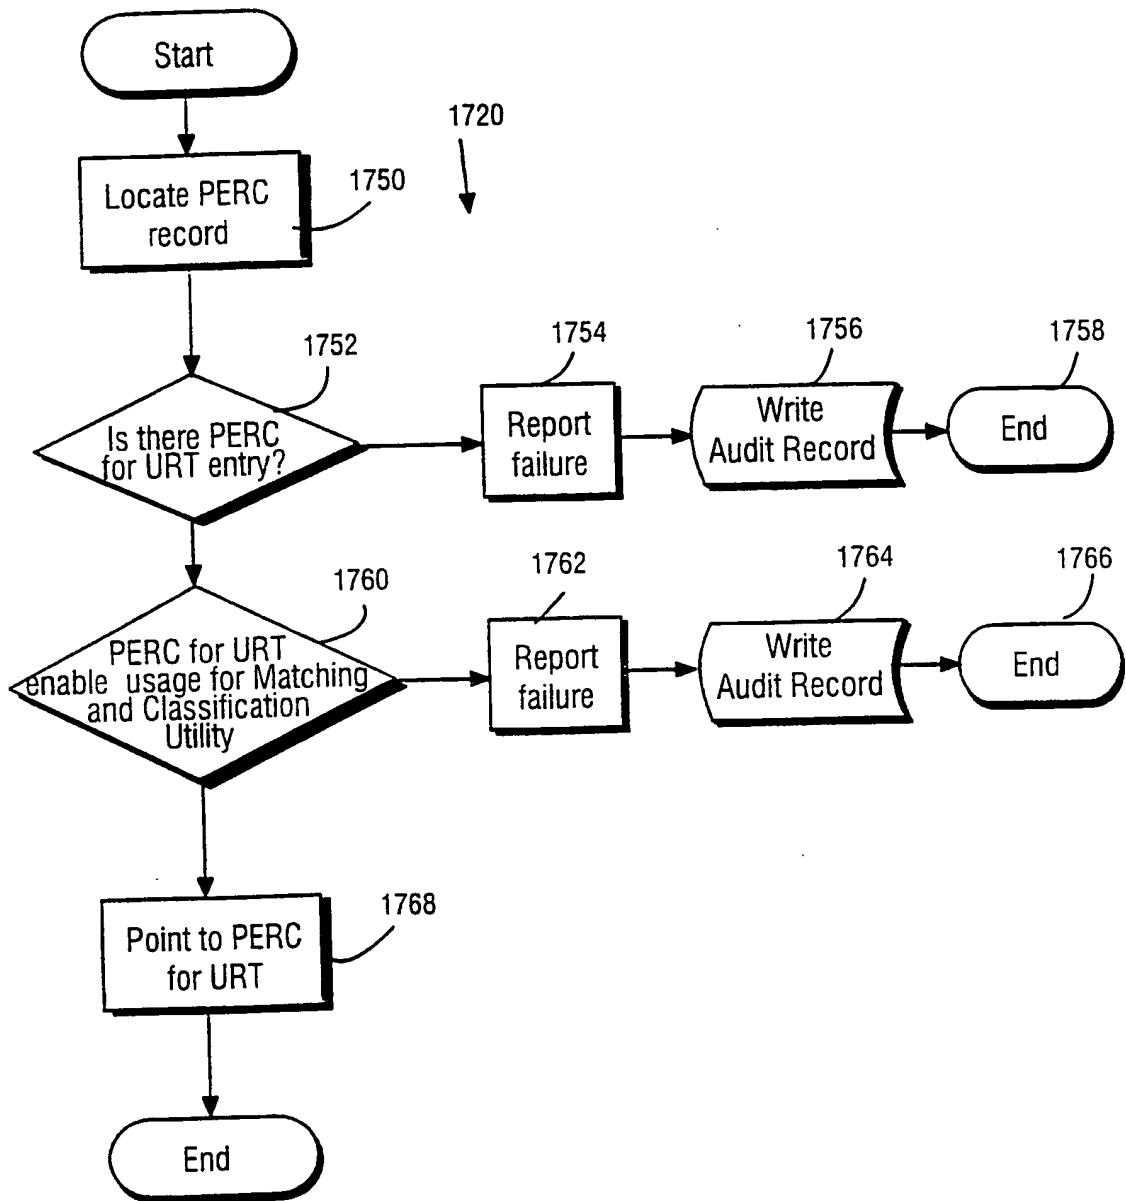 Start
1720
Locate PERC
record
1750
1752
Is there PERC
for URT entry?
1754
Report
failure
1756
Write
Audit Record
1758
End
1760
PERC for URT
enable usage for Matching
and Classification
Utility
1762
Report
failure
1764
Write
Audit Record
1766
End
1768
Point to PERC
for URT
End